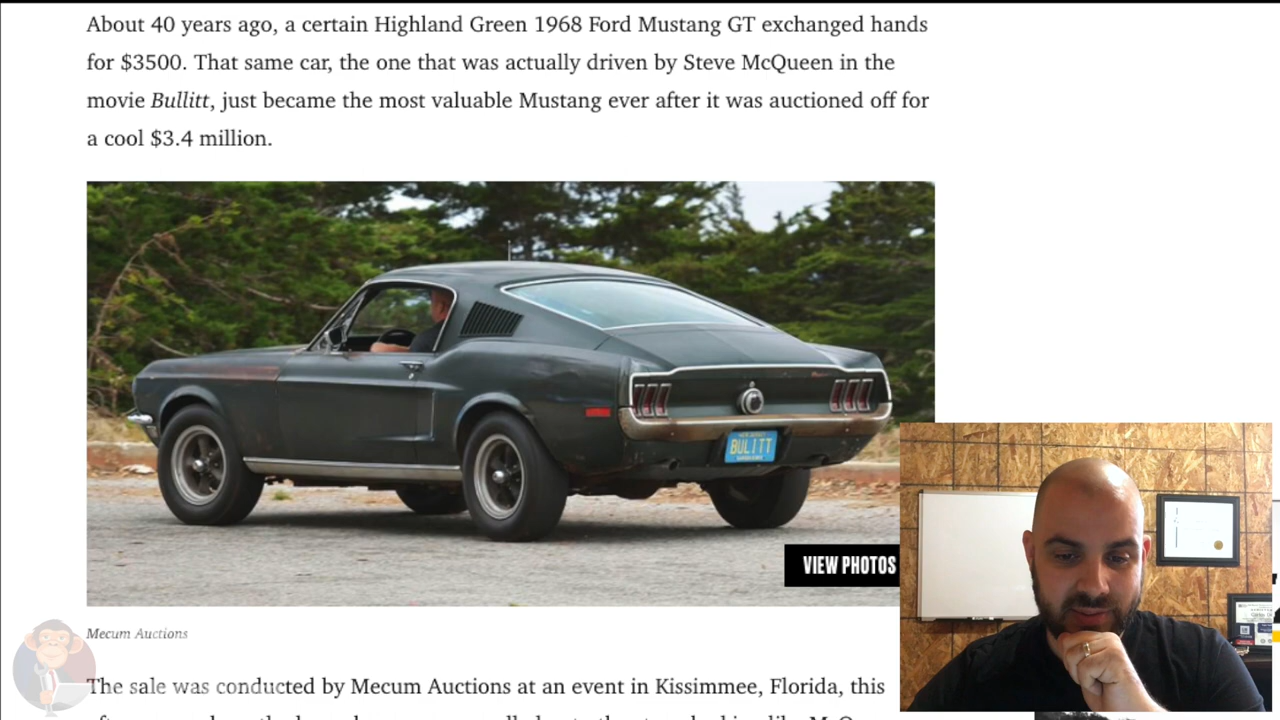 About 40 years ago, a certain Highland Green 1968 Ford Mustang GT exchanged hands
for $3500. That same car, the one that was actually driven by Steve McQueen in the
movie Bullitt, just became the most valuable Mustang ever after it was auctioned off for
a cool $3.4 million.
BULITT
VIEW PHOTOS
Mecum Auctions
The sale was conducted by Mecum Auctions at an event in Kissimmee, Florida, this